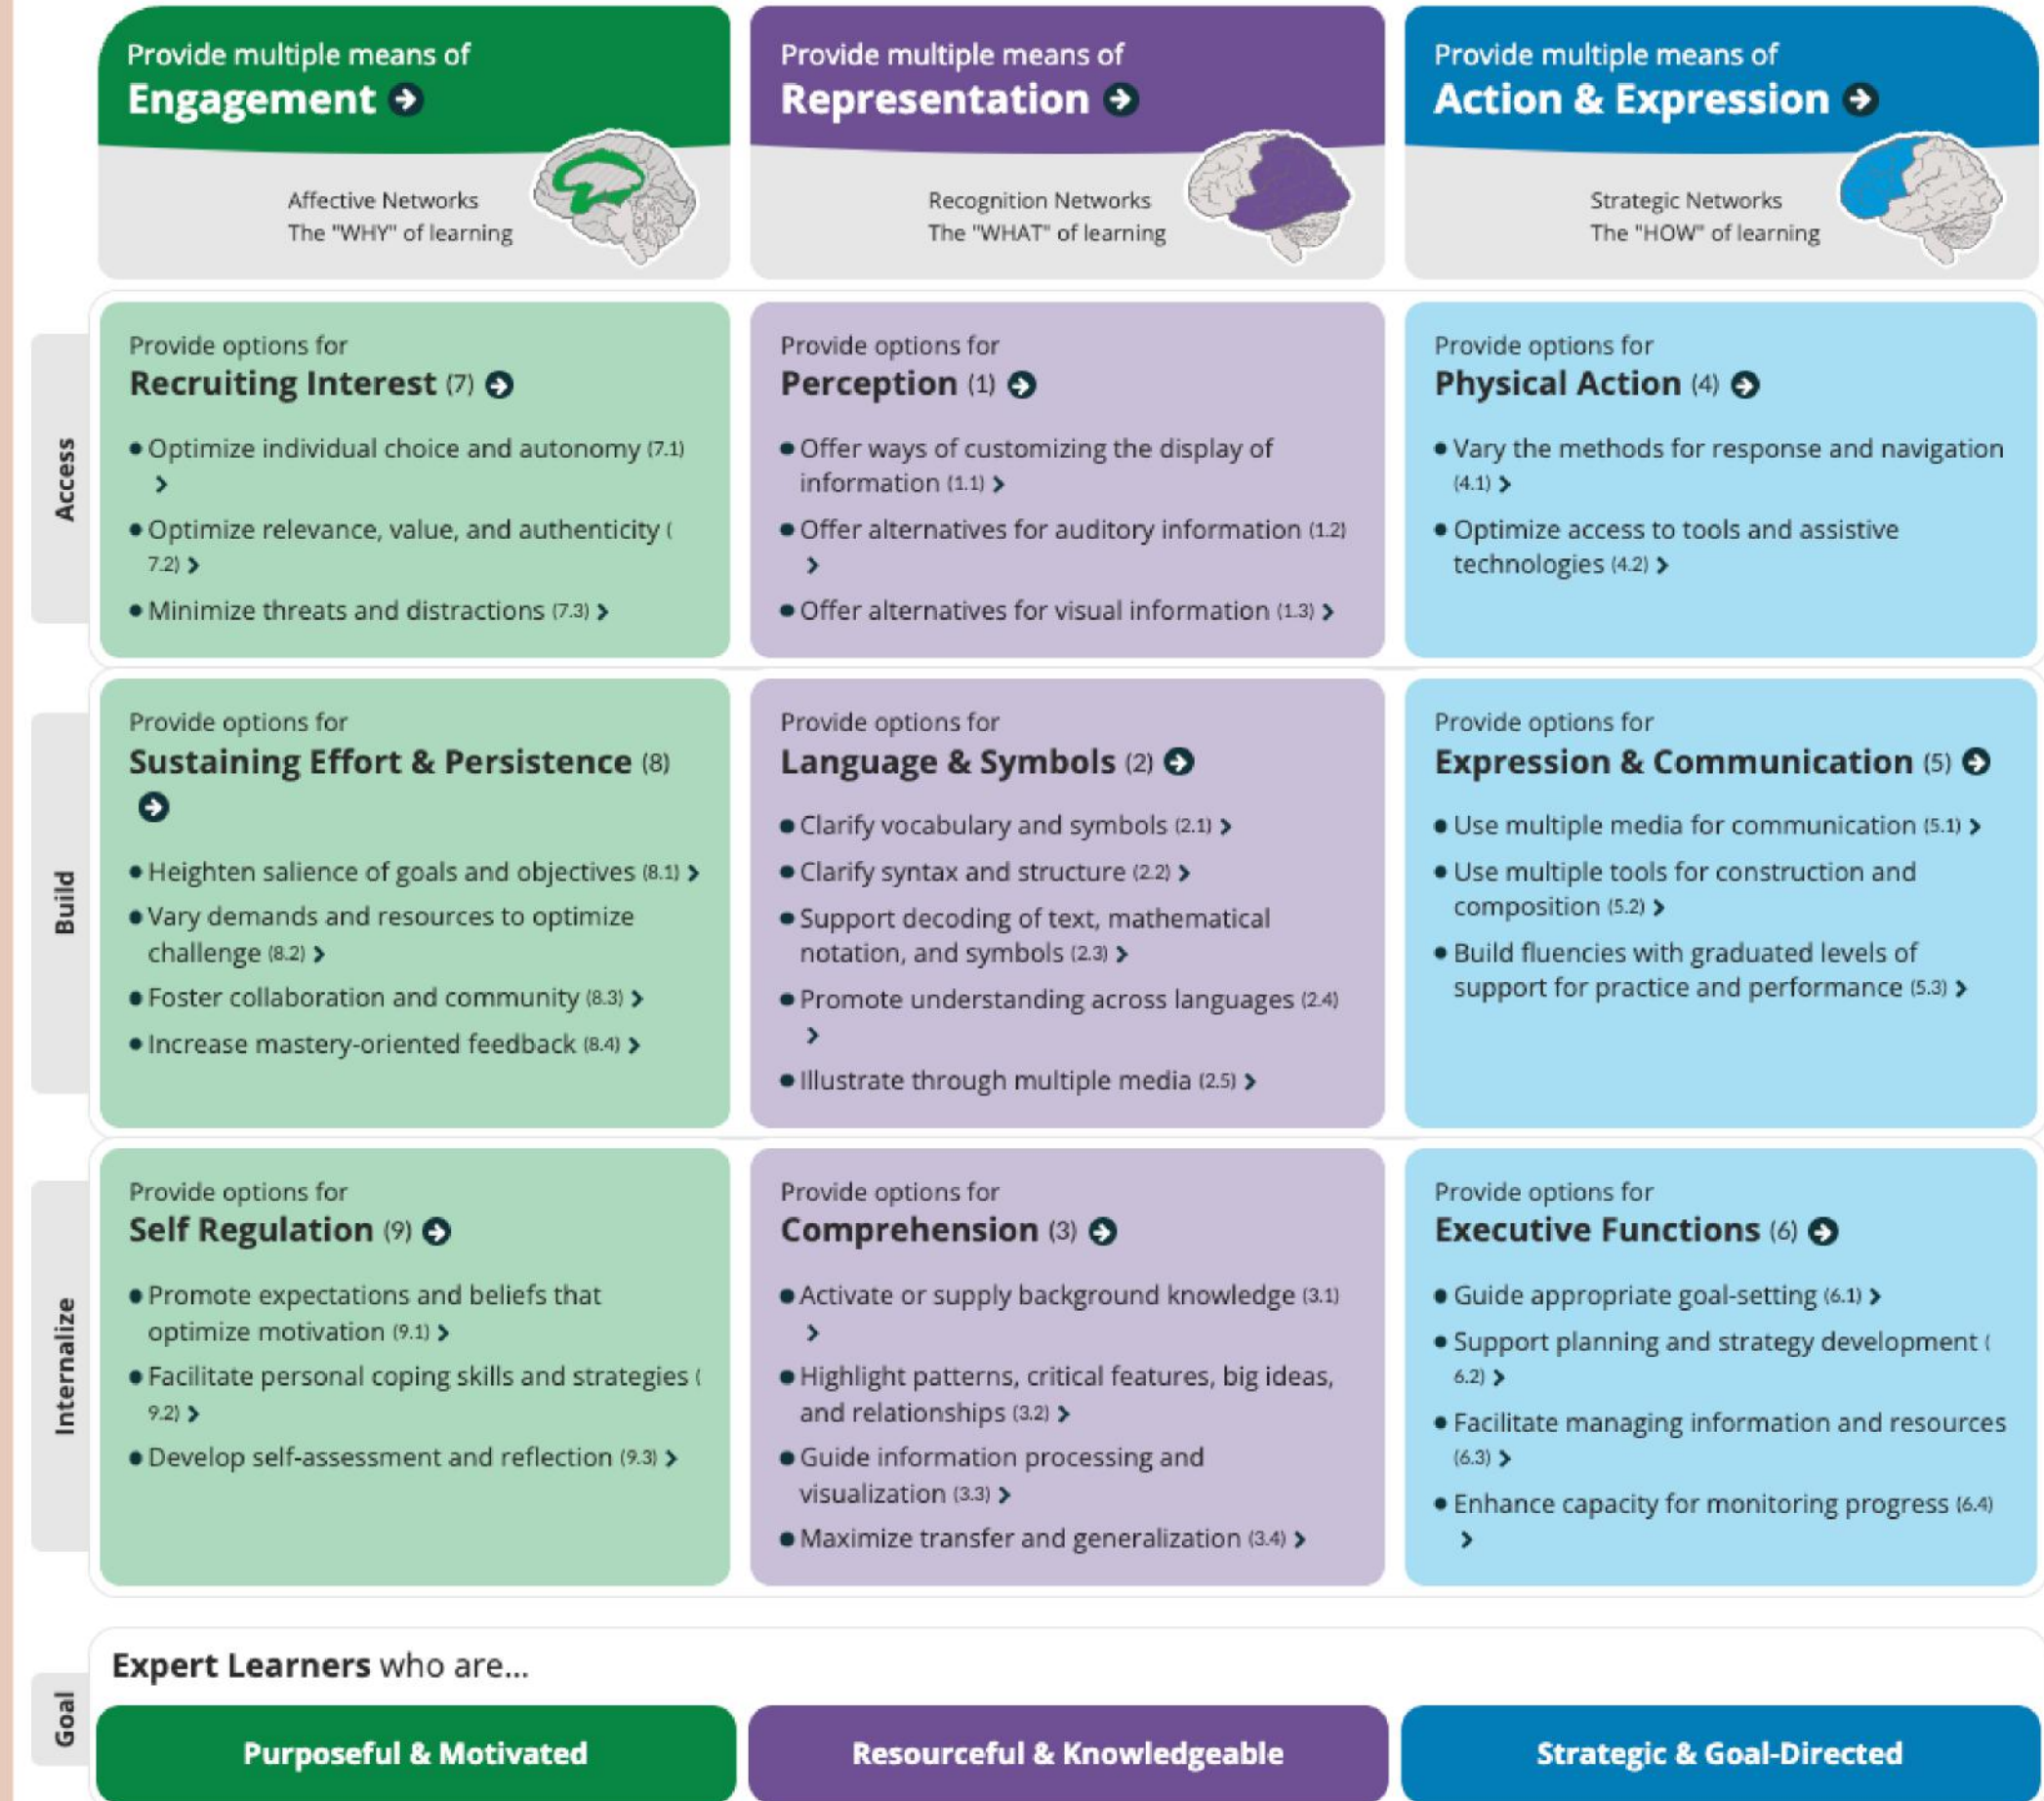 Provide multiple means of
Engagement
Affective Networks
The "WHY" of learning
Provide multiple means of
Representation
Recognition Networks
The "WHAT" of learning
Provide multiple means of
Action & Expression
Strategic Networks
The "HOW" of learning
Access
Provide options for
Recruiting Interest (7)
• Optimize individual choice and autonomy (7.1)
• Optimize relevance, value, and authenticity (
7.2)
• Minimize threats and distractions (7.3)
Provide options for
Perception (1)
• Offer ways of customizing the display of
information (1.1)
• Offer alternatives for auditory information (1.2)
• Offer alternatives for visual information (1.3)
Provide options for
Physical Action (4)
• Vary the methods for response and navigation
(4.1)
• Optimize access to tools and assistive
technologies (4.2)
Build
Provide options for
Sustaining Effort & Persistence (8)
• Heighten salience of goals and objectives (8.1)
• Vary demands and resources to optimize
challenge (8.2)
• Foster collaboration and community (8.3)
• Increase mastery-oriented feedback (8.4)
Provide options for
Language & Symbols (2)
• Clarify vocabulary and symbols (2.1)
• Clarify syntax and structure (2.2)
• Support decoding of text, mathematical
notation, and symbols (2.3)
• Promote understanding across languages (2.4)
• Illustrate through multiple media (2.5)
Provide options for
Expression & Communication (5)
• Use multiple media for communication (5.1)
• Use multiple tools for construction and
composition (5.2)
• Build fluencies with graduated levels of
support for practice and performance (5.3)
Internalize
Provide options for
Self Regulation (9)
• Promote expectations and beliefs that
optimize motivation (9.1)
• Facilitate personal coping skills and strategies (
9.2)
• Develop self-assessment and reflection (9.3)
Provide options for
Comprehension (3)
• Activate or supply background knowledge (3.1)
• Highlight patterns, critical features, big ideas,
and relationships (3.2)
• Guide information processing and
visualization (3.3)
• Maximize transfer and generalization (3.4)
Provide options for
Executive Functions (6)
• Guide appropriate goal-setting (6.1)
• Support planning and strategy development (
6.2)
• Facilitate managing information and resources
(6.3)
• Enhance capacity for monitoring progress (6.4)
Goal
Expert Learners who are...
Purposeful & Motivated
Resourceful & Knowledgeable
Strategic & Goal-Directed